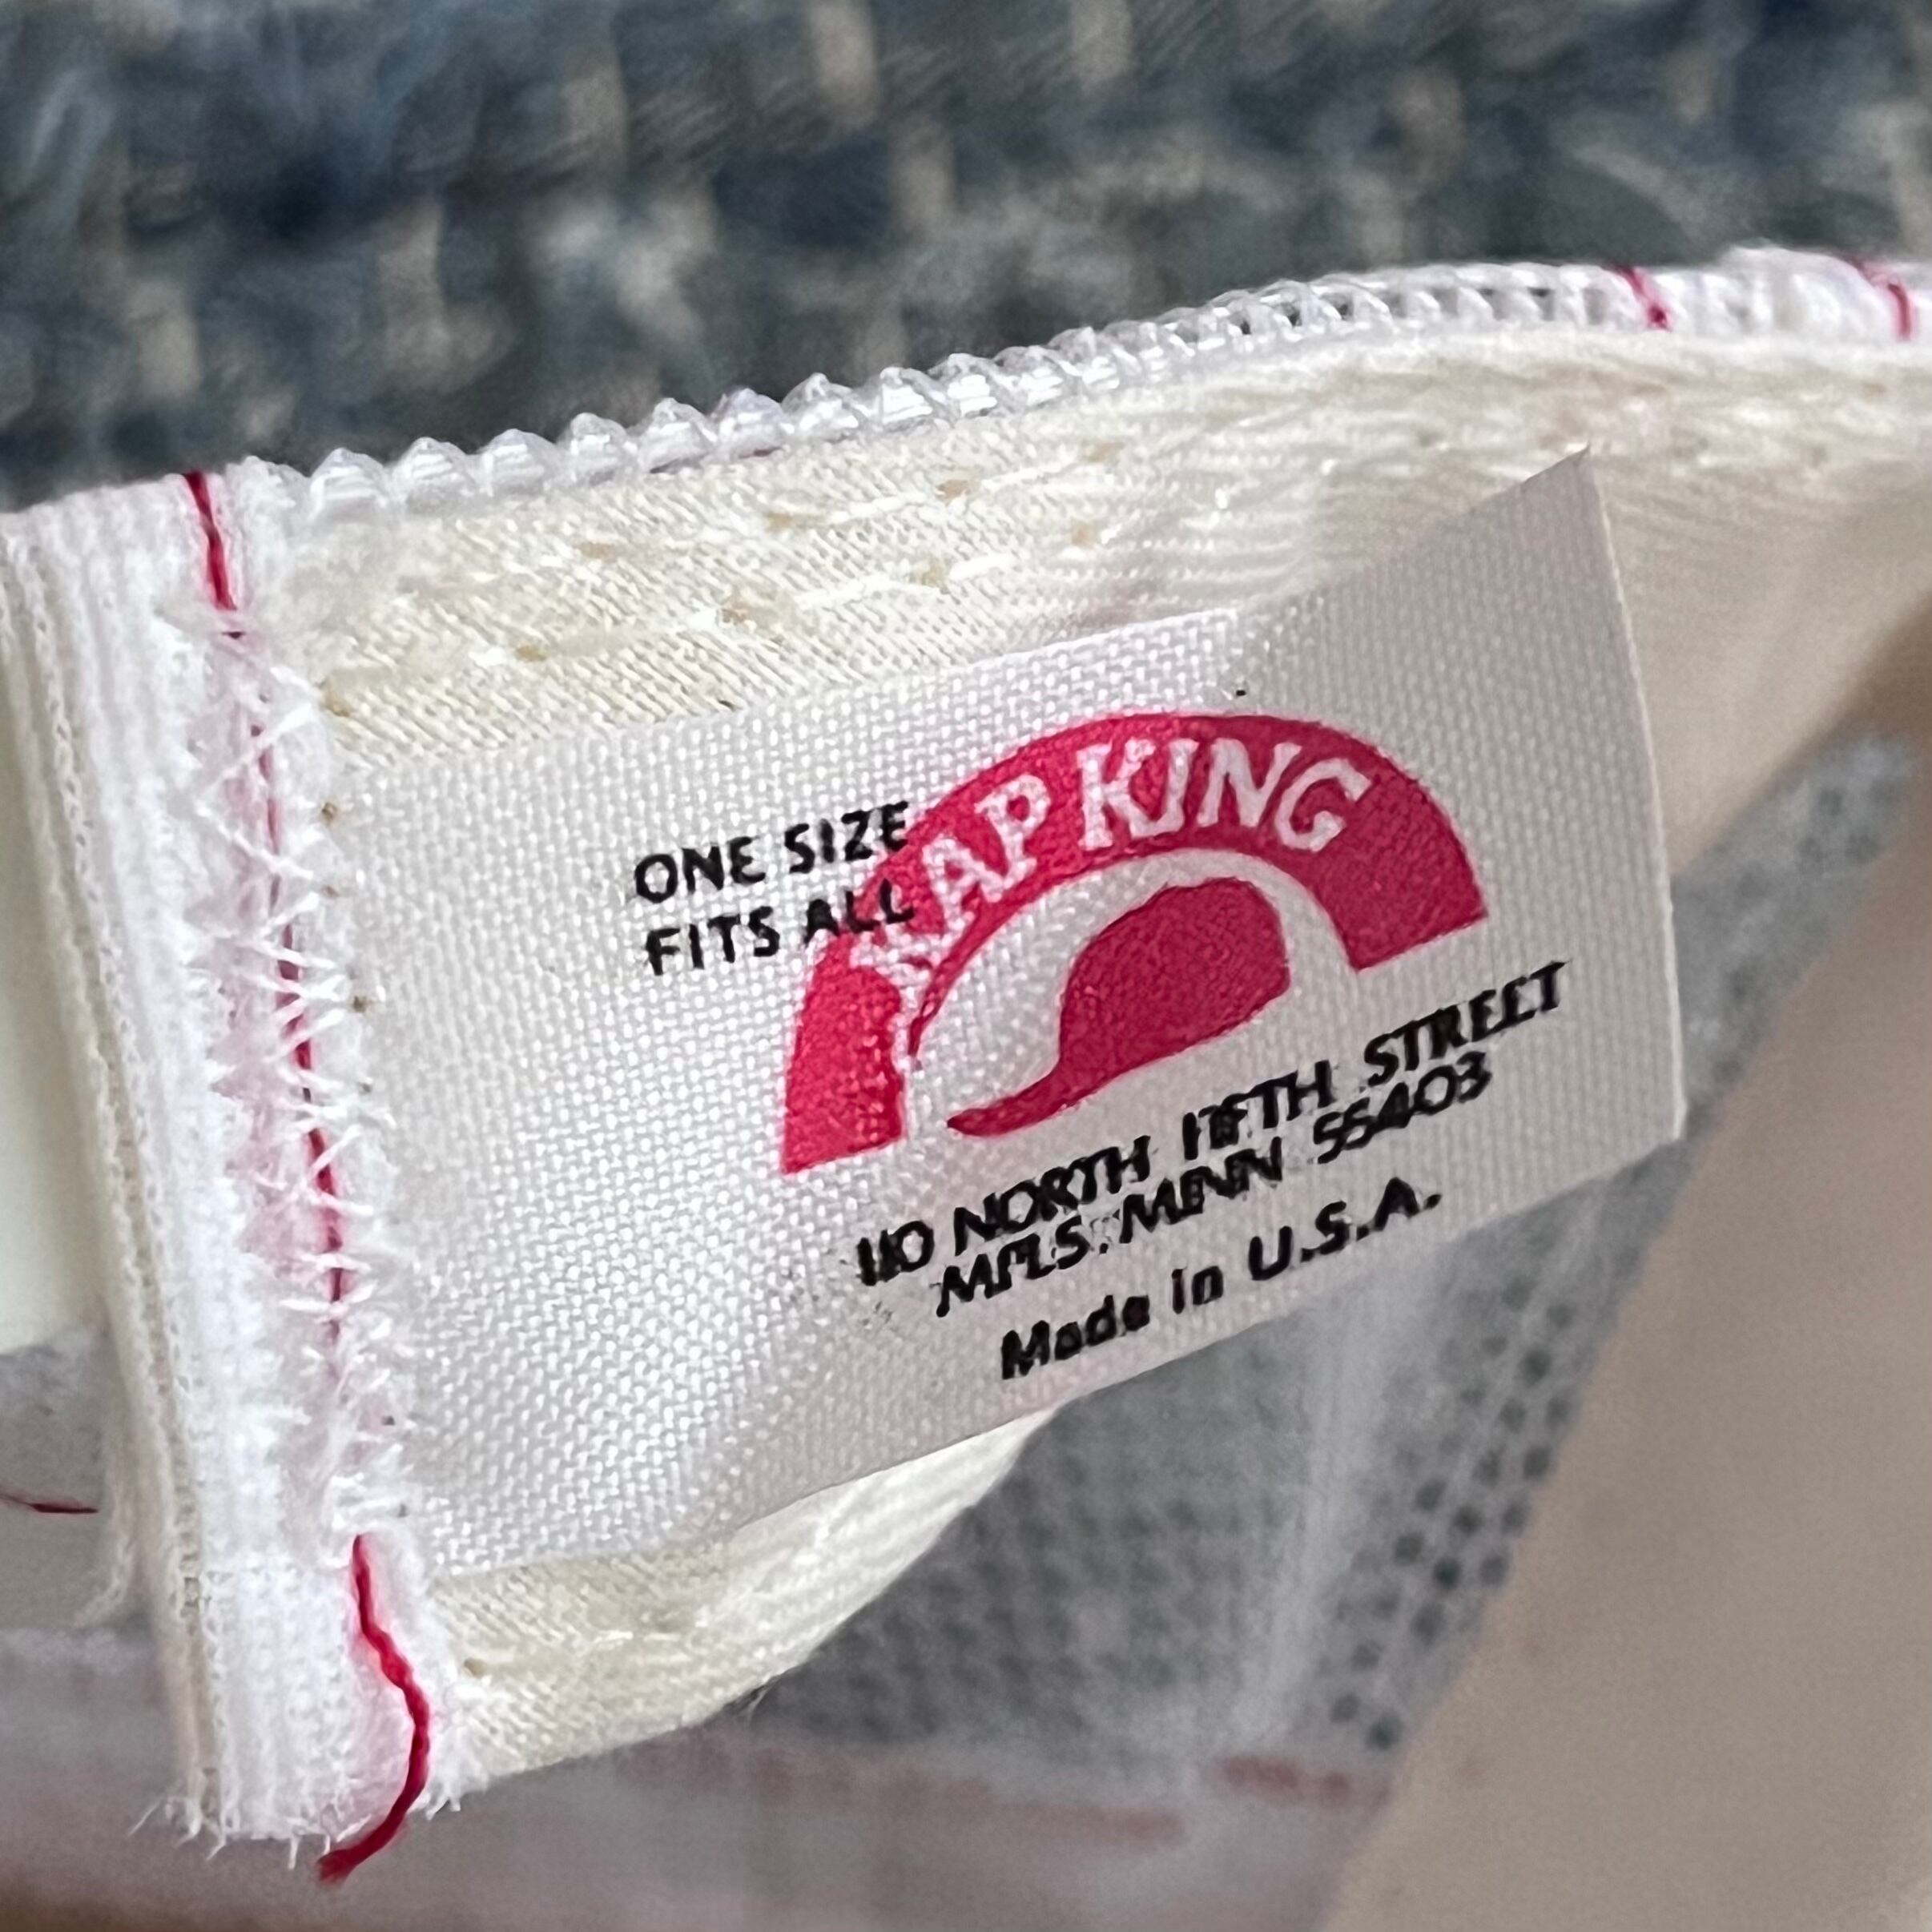 ONE SIZE
FITS ALL
KAP KING
110 NORTH FIFTH STREET
MPLS. MINN 55403
Made in U.S.A.